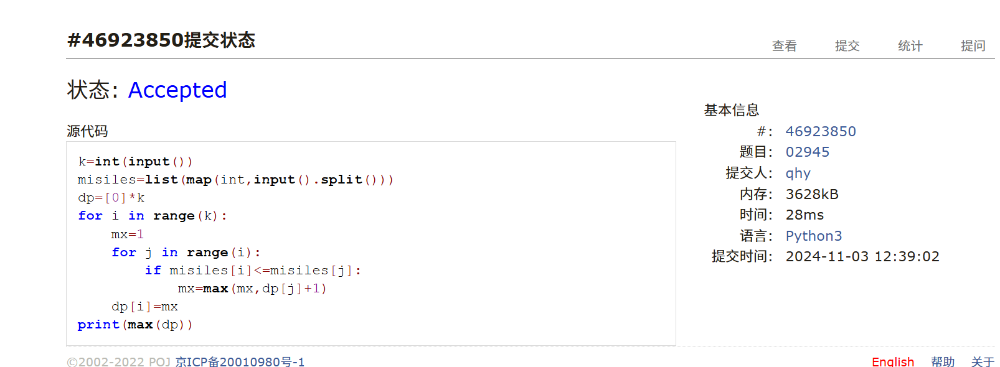 #46923850提交状态
查看 提交 统计 提问
状态: Accepted
源代码
k=int(input())
misiles=list(map(int,input().split()))
dp=[0]*k
for i in range(k):
    mx=1
    for j in range(i):
        if misiles[i]<=misiles[j]:
            mx=max(mx,dp[j]+1)
    dp[i]=mx
print(max(dp))
基本信息
#: 46923850
题目: 02945
提交人: qhy
内存: 3628kB
时间: 28ms
语言: Python3
提交时间: 2024-11-03 12:39:02
©2002-2022 POJ 京ICP备20010980号-1
English 帮助 关于